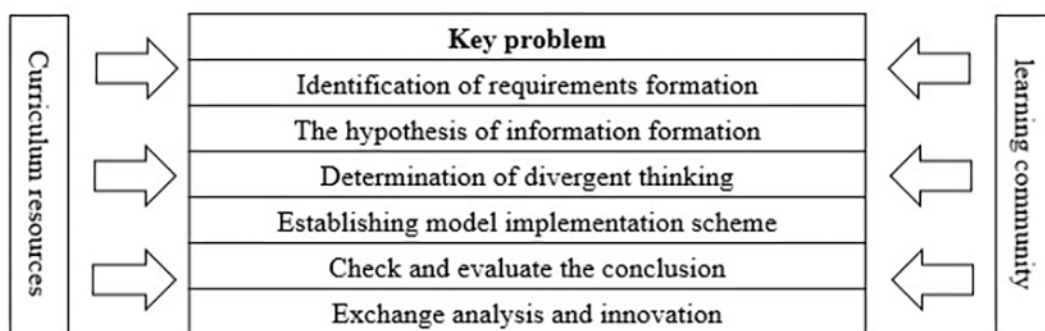 Curriculum resources
Key problem
Identification of requirements formation
The hypothesis of information formation
Determination of divergent thinking
Establishing model implementation scheme
Check and evaluate the conclusion
Exchange analysis and innovation
learning community